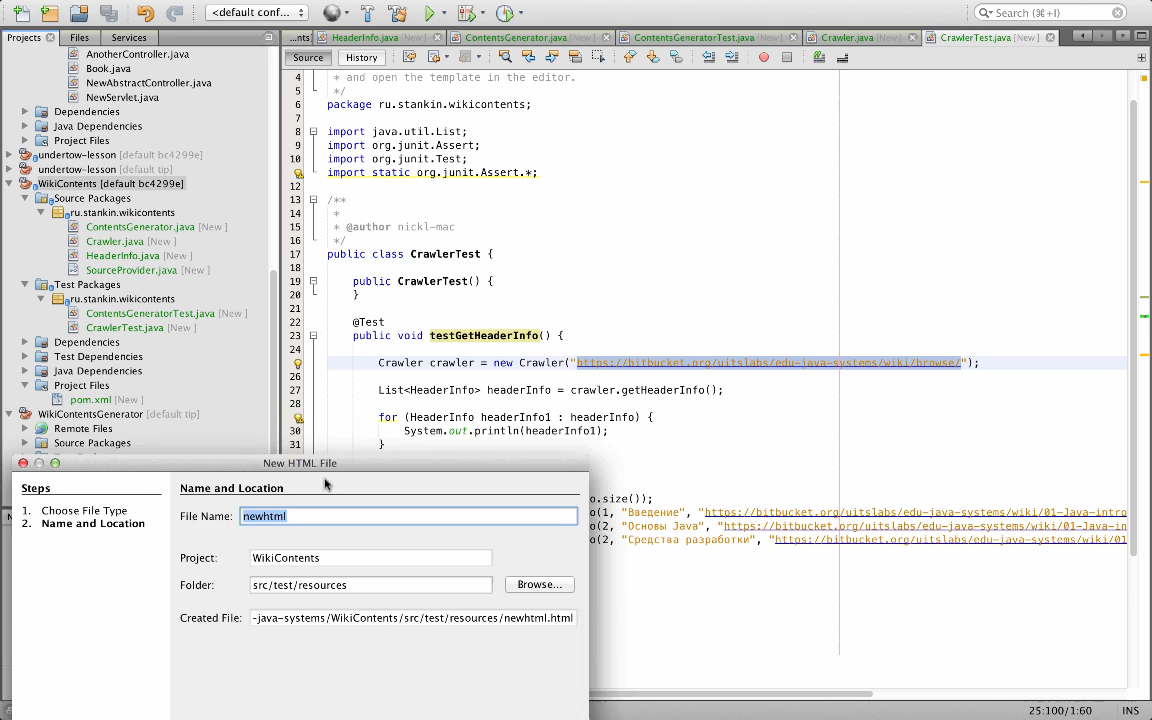 <default conf...
Search (⌘+I)
Projects
Files
Services
...nts]
HeaderInfo.java [New ]
ContentsGenerator.java [New ]
ContentsGeneratorTest.java [New ]
Crawler.java [New ]
CrawlerTest.java [New ]
Source
History
AnotherController.java
Book.java
NewAbstractController.java
NewServlet.java
Dependencies
Java Dependencies
Project Files
undertow-lesson [default bc4299e]
undertow-lesson [default tip]
WikiContents [default bc4299e]
Source Packages
ru.stankin.wikicontents
ContentsGenerator.java [New ]
Crawler.java [New ]
HeaderInfo.java [New ]
SourceProvider.java [New ]
Test Packages
ru.stankin.wikicontents
ContentsGeneratorTest.java [New ]
CrawlerTest.java [New ]
Dependencies
Test Dependencies
Java Dependencies
Project Files
pom.xml [New ]
WikiContentsGenerator [default tip]
Remote Files
Source Packages
4 * and open the template in the editor.
5 */
6 package ru.stankin.wikicontents;
7
8 import java.util.List;
9 import org.junit.Assert;
10 import org.junit.Test;
import static org.junit.Assert.*;
12
13 /**
14 *
15 * @author nickl-mac
16 */
17 public class CrawlerTest {
18
19 public CrawlerTest() {
20 }
21
22 @Test
23 public void testGetHeaderInfo() {
24
Crawler crawler = new Crawler("https://bitbucket.org/uitslabs/edu-java-systems/wiki/browse/");
26
27 List<HeaderInfo> headerInfo = crawler.getHeaderInfo();
28
for (HeaderInfo headerInfo1 : headerInfo) {
30 System.out.println(headerInfo1);
31 }
o.size());
o(1, "Введение", "https://bitbucket.org/uitslabs/edu-java-systems/wiki/01-Java-intro
o(2, "Основы Java", "https://bitbucket.org/uitslabs/edu-java-systems/wiki/01-Java-in
o(2, "Средства разработки", "https://bitbucket.org/uitslabs/edu-java-systems/wiki/01
New HTML File
Steps
1. Choose File Type
2. Name and Location
Name and Location
File Name: newhtml
Project: WikiContents
Folder: src/test/resources
Browse...
Created File: -java-systems/WikiContents/src/test/resources/newhtml.html
25:100/1:60
INS